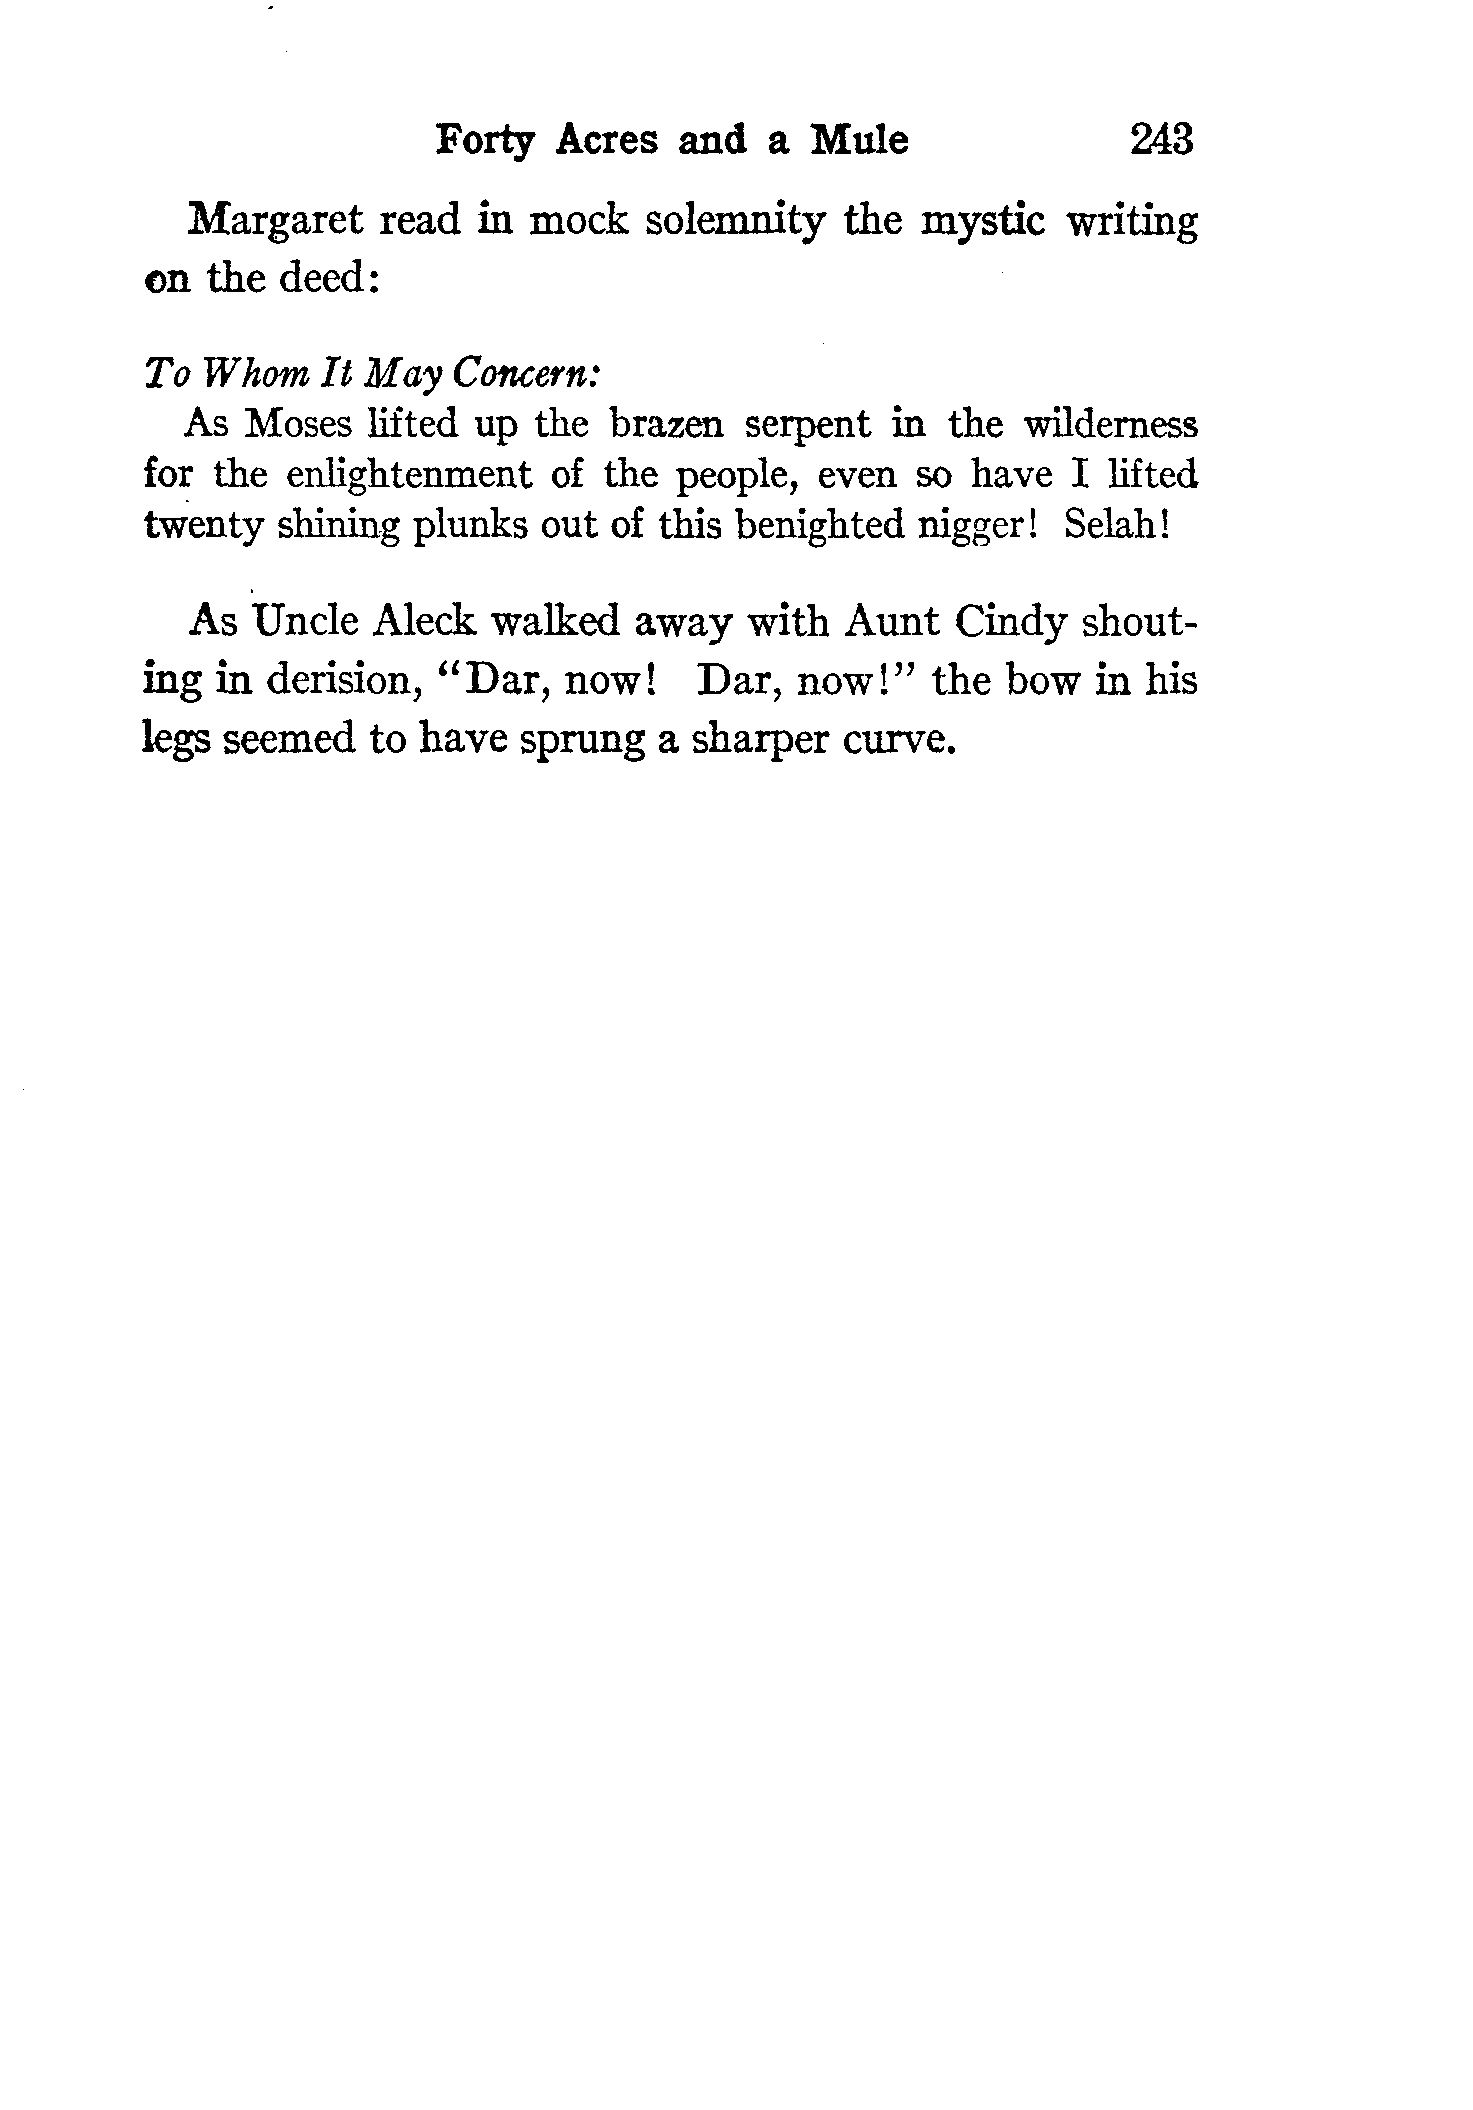 Forty Acres and a Mule 243
Margaret read in mock solemnity the mystic writing
on the deed:
To Whom It May Concern:
As Moses lifted up the brazen serpent in the wilderness
for the enlightenment of the people, even so have I lifted
twenty shining plunks out of this benighted nigger! Selah!
As Uncle Aleck walked away with Aunt Cindy shout-
ing in derision, "Dar, now! Dar, now!" the bow in his
legs seemed to have sprung a sharper curve.